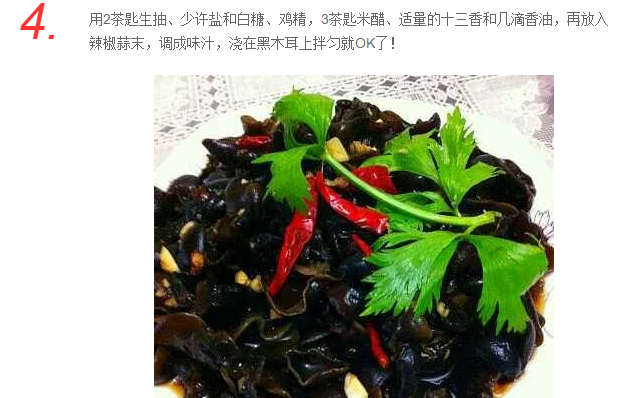 4.
用2茶匙生抽、少许盐和白糖、鸡精，3茶匙米醋、适量的十三香和几滴香油，再放入
辣椒蒜末，调成味汁，浇在黑木耳上拌匀就OK了！